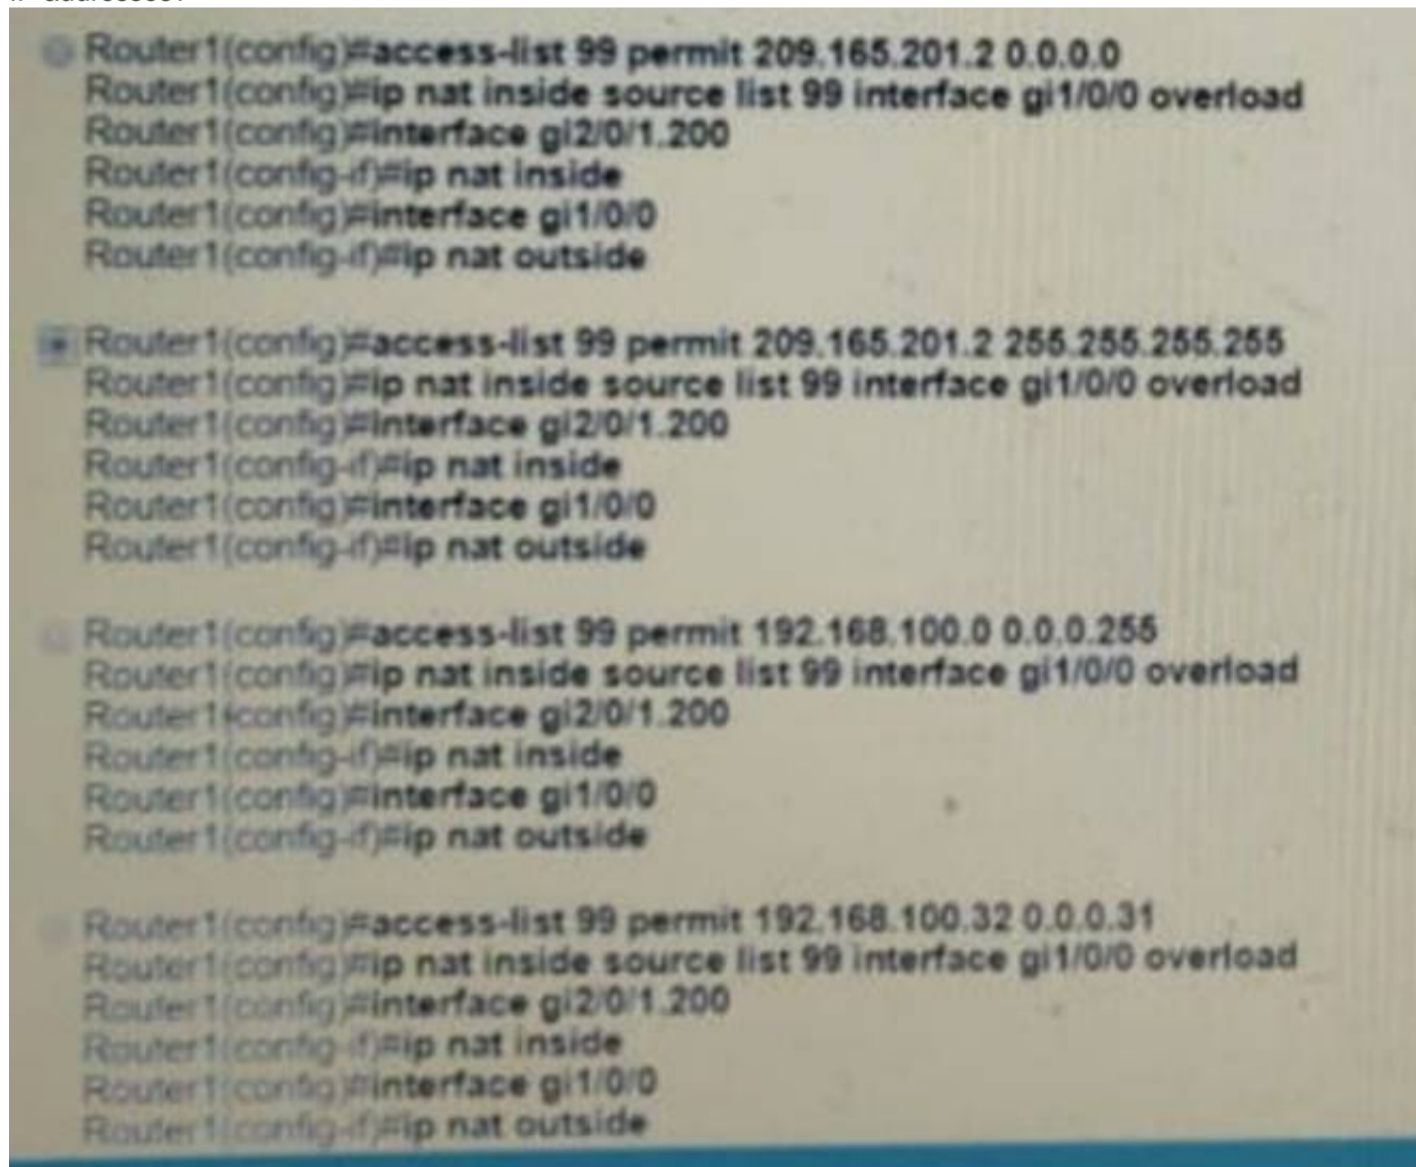 Router1(config)#access-list 99 permit 209.165.201.2 0.0.0.0
Router1(config)#ip nat inside source list 99 interface gi1/0/0 overload
Router1(config)#interface gi2/0/1.200
Router1(config-if)#ip nat inside
Router1(config)#interface gi1/0/0
Router1(config-if)#ip nat outside
Router1(config)#access-list 99 permit 209.165.201.2 255.255.255.255
Router1(config)#ip nat inside source list 99 interface gi1/0/0 overload
Router1(config)#interface gi2/0/1.200
Router1(config-if)#ip nat inside
Router1(config)#interface gi1/0/0
Router1(config-if)#ip nat outside
Router1(config)#access-list 99 permit 192.168.100.0 0.0.0.255
Router1(config)#ip nat inside source list 99 interface gi1/0/0 overload
Router1(config)#interface gi2/0/1.200
Router1(config-if)#ip nat inside
Router1(config)#interface gi1/0/0
Router1(config-if)#ip nat outside
Router1(config)#access-list 99 permit 192.168.100.32 0.0.0.31
Router1(config)#ip nat inside source list 99 interface gi1/0/0 overload
Router1(config)#interface gi2/0/1.200
Router1(config-if)#ip nat inside
Router1(config)#interface gi1/0/0
Router1(config-if)#ip nat outside